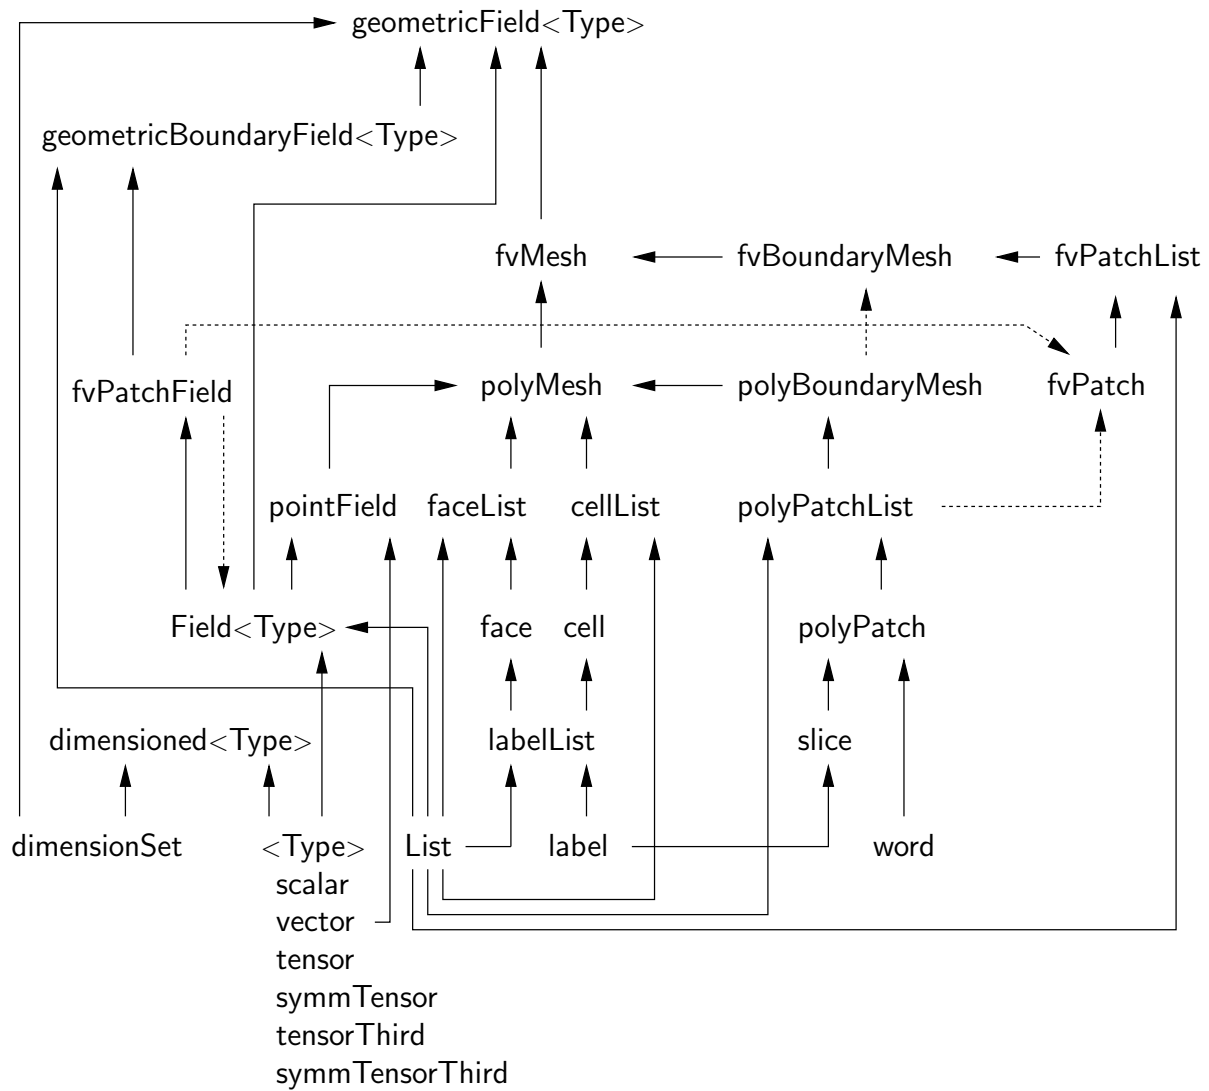 geometricField<Type>
geometricBoundaryField<Type>
fvMesh fvBoundaryMesh fvPatchList
fvPatchField polyMesh polyBoundaryMesh fvPatch
pointField faceList cellList polyPatchList
Field<Type> face cell polyPatch
dimensioned<Type> labelList slice
dimensionSet <Type> List label word
scalar
vector
tensor
symmTensor
tensorThird
symmTensorThird